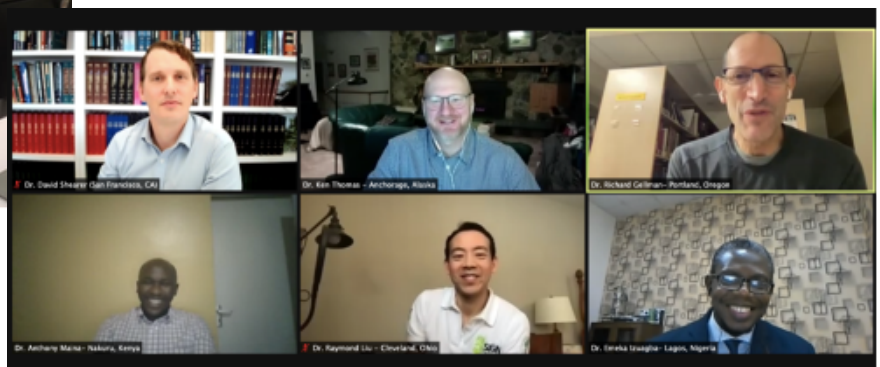 Dr. David Shearer (San Francisco, CA)
Dr. Ken Thomas - Anchorage, Alaska
Dr. Richard Gellman- Portland, Oregon
Dr. Anthony Maina- Nakuru, Kenya
Dr. Raymond Liu - Cleveland, Ohio
SIGN
Dr. Emeka Izuagba- Lagos, Nigeria